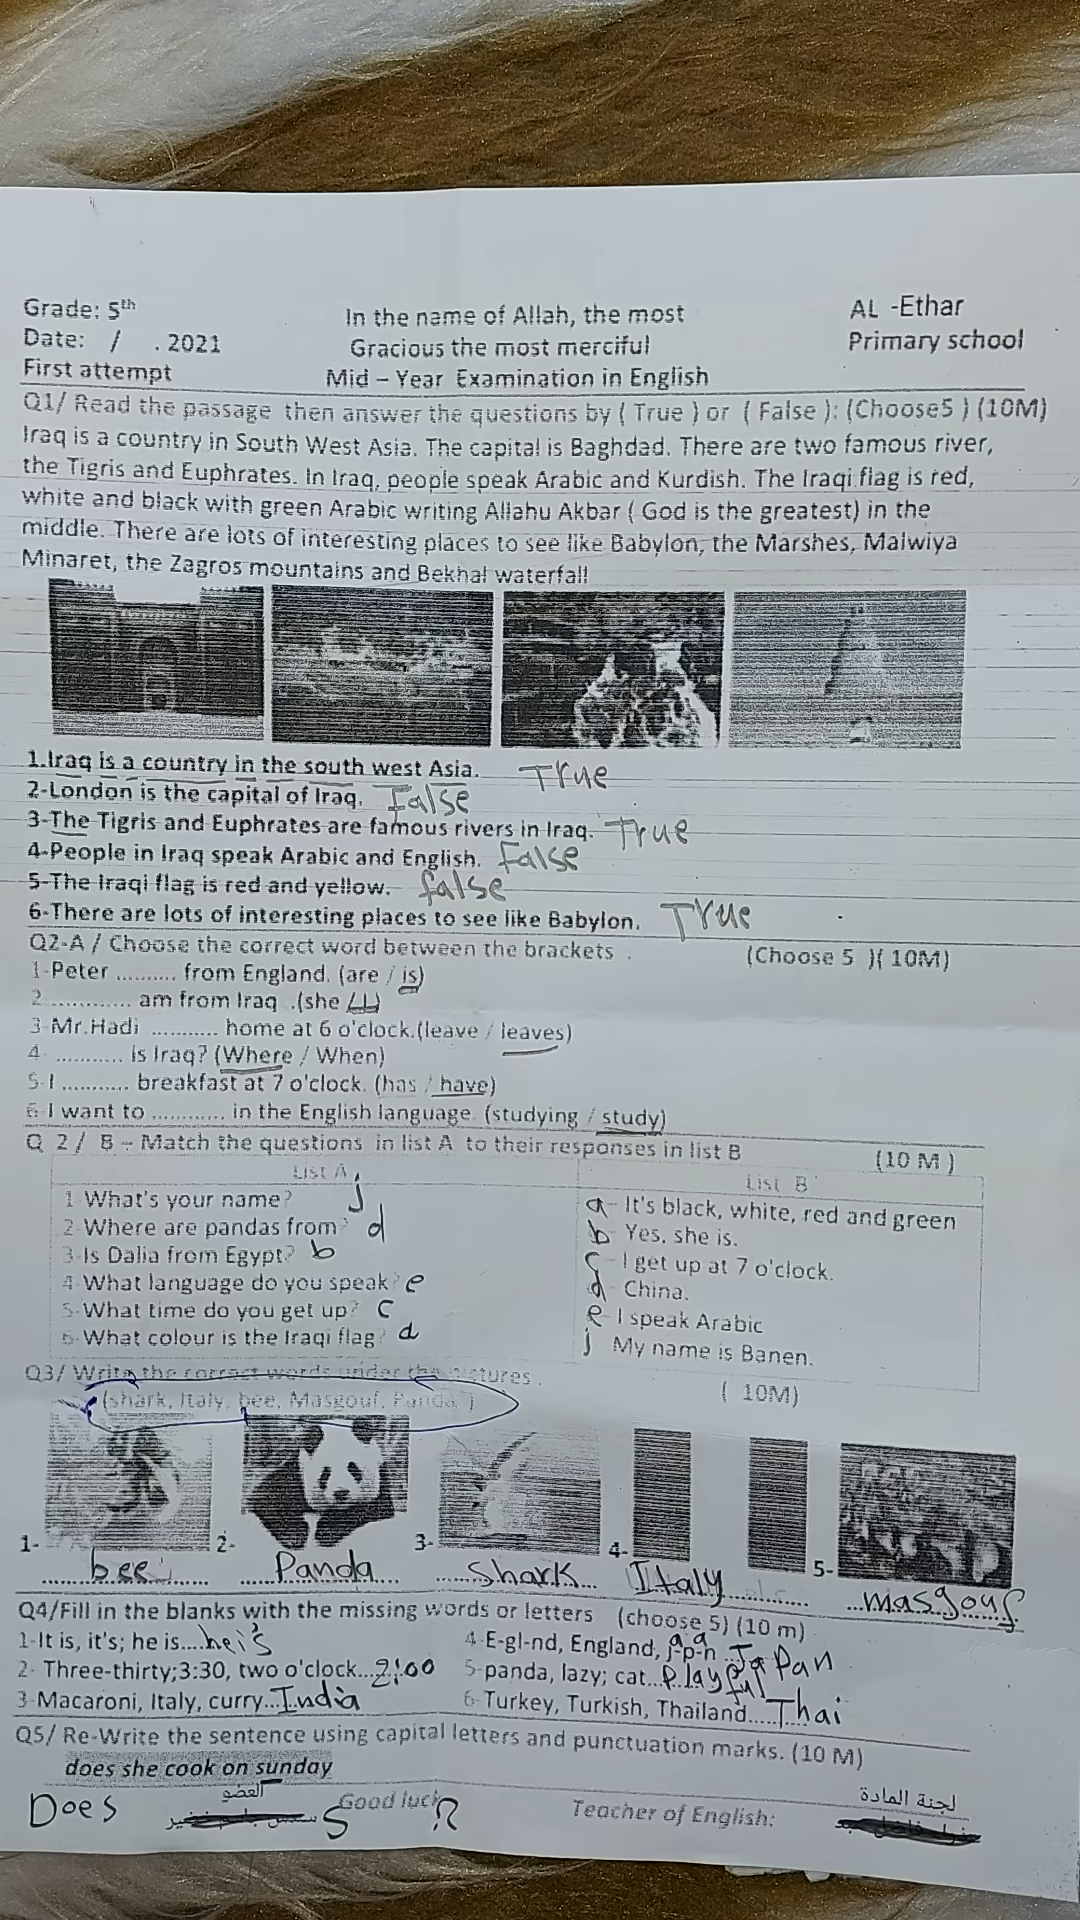 Grade: 5th
In the name of Allah, the most
AL -Ethar
Date: / . 2021
Gracious the most merciful
Primary school
First attempt
Mid – Year Examination in English
Q1/ Read the passage then answer the questions by ( True ) or ( False ): (Choose5 ) (10M)
Iraq is a country in South West Asia. The capital is Baghdad. There are two famous river,
the Tigris and Euphrates. In Iraq, people speak Arabic and Kurdish. The Iraqi flag is red,
white and black with green Arabic writing Allahu Akbar ( God is the greatest) in the
middle. There are lots of interesting places to see like Babylon, the Marshes, Malwiya
Minaret, the Zagros mountains and Bekhal waterfall
1.Iraq is a country in the south west Asia. True
2-London is the capital of Iraq. False
3-The Tigris and Euphrates are famous rivers in Iraq. True
4-People in Iraq speak Arabic and English. False
5-The Iraqi flag is red and yellow. false
6-There are lots of interesting places to see like Babylon. True
Q2-A / Choose the correct word between the brackets . (Choose 5 )( 10M)
1-Peter .......... from England. (are / is)
2 ............. am from Iraq .(she / I)
3-Mr.Hadi ........... home at 6 o'clock.(leave / leaves)
4 ........... is Iraq? (Where / When)
5-I ........... breakfast at 7 o'clock. (has / have)
6-I want to ............ in the English language. (studying / study)
Q 2 / B – Match the questions in list A to their responses in list B (10 M )
List A
List B
1-What's your name? j
a- It's black, white, red and green
2-Where are pandas from? d
b- Yes, she is.
3-Is Dalia from Egypt? b
c- I get up at 7 o'clock.
4-What language do you speak? e
d- China.
5-What time do you get up? c
e- I speak Arabic
6-What colour is the Iraqi flag? d
j My name is Banen.
Q3/ Write the correct words under the pictures .
( 10M)
(shark, Italy, bee, Masgouf, Panda )
1- bee
2- Panda
3- Shark
4- Italy
5- masgouf
Q4/Fill in the blanks with the missing words or letters (choose 5) (10 m)
1-It is, it's; he is....he's
4-E-gl-nd, England, j-p-n a a Japan
2- Three-thirty;3:30, two o'clock...2:00
5-panda, lazy; cat...playful
3-Macaroni, Italy, curry...India
6-Turkey, Turkish, Thailand.....Thai
Q5/ Re-Write the sentence using capital letters and punctuation marks. (10 M)
does she cook on sunday
Does
العضو
S
Good luck
?
Teacher of English:
لجنة المادة